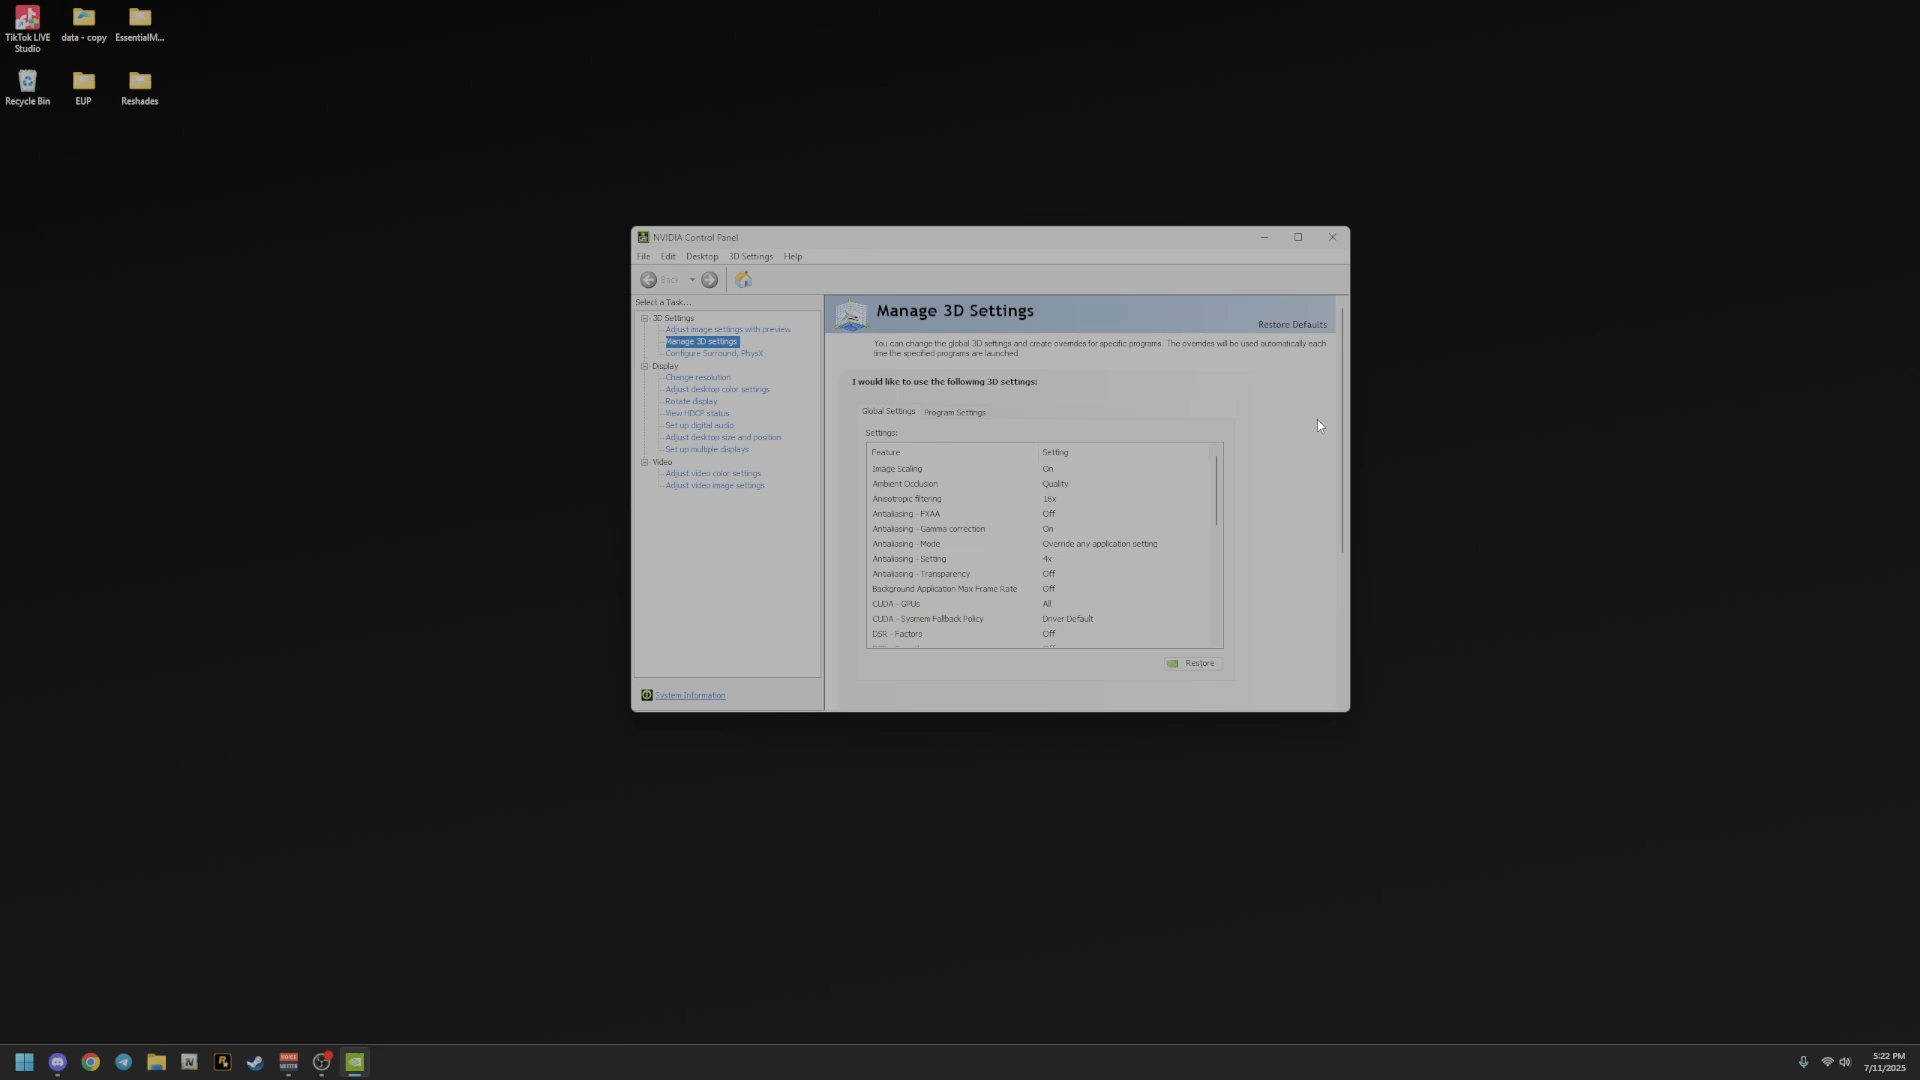 TikTok LIVE
Studio
data - copy
EssentialM...
Recycle Bin
EUP
Reshades
NVIDIA Control Panel
File Edit Desktop 3D Settings Help
Back
Select a Task...
3D Settings
Adjust image settings with preview
Manage 3D settings
Configure Surround, PhysX
Display
Change resolution
Adjust desktop color settings
Rotate display
View HDCP status
Set up digital audio
Adjust desktop size and position
Set up multiple displays
Video
Adjust video color settings
Adjust video image settings
System Information
Manage 3D Settings
Restore Defaults
You can change the global 3D settings and create overrides for specific programs. The overrides will be used automatically each
time the specified programs are launched.
I would like to use the following 3D settings:
Global Settings Program Settings
Settings:
Feature Setting
Image Scaling On
Ambient Occlusion Quality
Anisotropic filtering 16x
Antialiasing - FXAA Off
Antialiasing - Gamma correction On
Antialiasing - Mode Override any application setting
Antialiasing - Setting 4x
Antialiasing - Transparency Off
Background Application Max Frame Rate Off
CUDA - GPUs All
CUDA - Sysmem Fallback Policy Driver Default
DSR - Factors Off
Restore
5:22 PM
7/11/2025